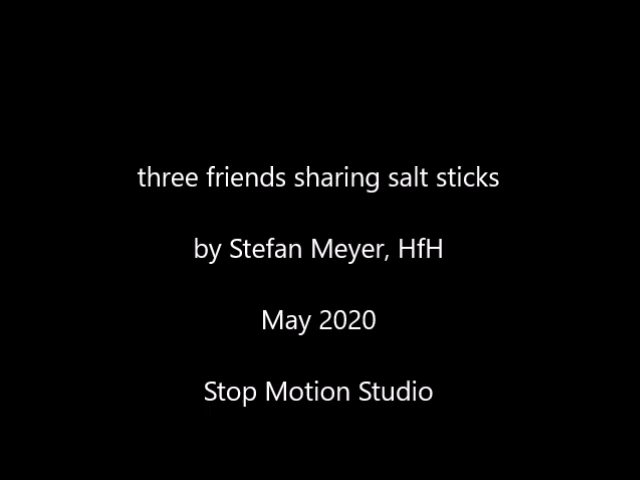 three friends sharing salt sticks
by Stefan Meyer, HfH
May 2020
Stop Motion Studio